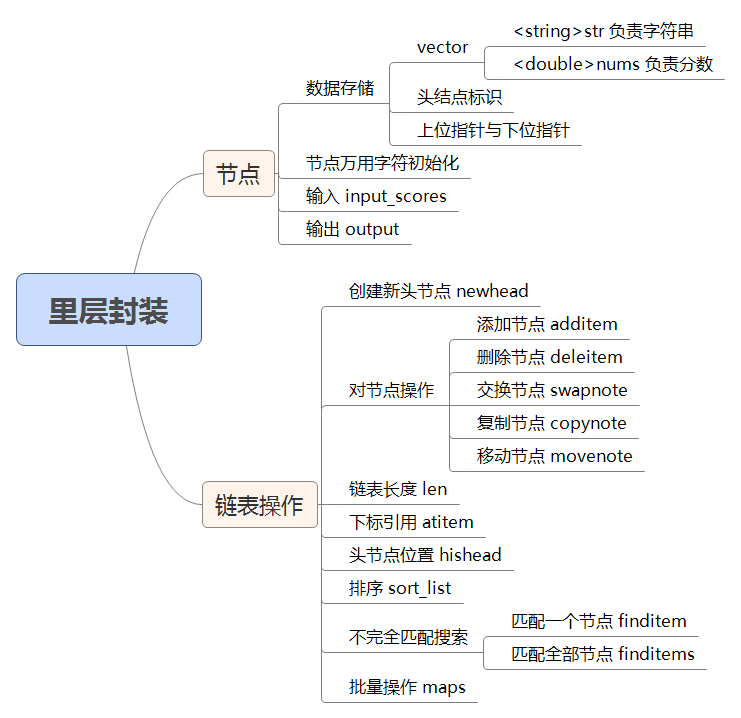 里层封装
节点
数据存储
vector
<string>str 负责字符串
<double>nums 负责分数
头结点标识
上位指针与下位指针
节点万用字符初始化
输入 input_scores
输出 output
链表操作
创建新头节点 newhead
对节点操作
添加节点 additem
删除节点 deleitem
交换节点 swapnote
复制节点 copynote
移动节点 movenote
链表长度 len
下标引用 atitem
头节点位置 hishead
排序 sort_list
不完全匹配搜索
匹配一个节点 finditem
匹配全部节点 finditems
批量操作 maps